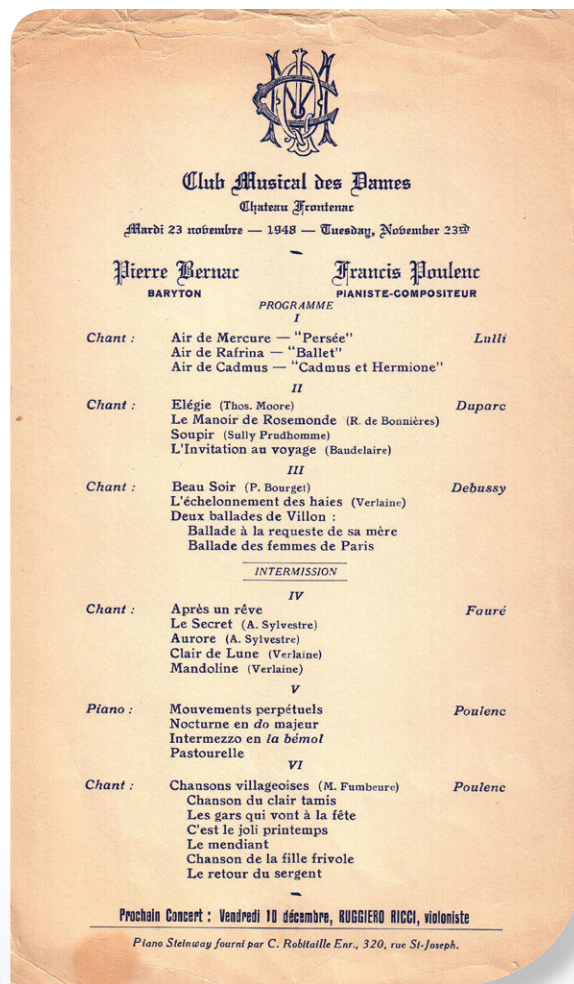 Club Musical des Dames
Chateau Frontenac
Mardi 23 novembre — 1948 — Tuesday, November 23rd
Pierre Bernac Francis Poulenc
BARYTON PIANISTE-COMPOSITEUR
PROGRAMME
I
Chant : Air de Mercure — "Persée" Lulli
Air de Rafrina — "Ballet"
Air de Cadmus — "Cadmus et Hermione"
II
Chant : Elégie (Thos. Moore) Duparc
Le Manoir de Rosemonde (R. de Bonnières)
Soupir (Sully Prudhomme)
L'Invitation au voyage (Baudelaire)
III
Chant : Beau Soir (P. Bourget) Debussy
L'échelonnement des haies (Verlaine)
Deux ballades de Villon :
Ballade à la requeste de sa mère
Ballade des femmes de Paris
INTERMISSION
IV
Chant : Après un rêve Fauré
Le Secret (A. Sylvestre)
Aurore (A. Sylvestre)
Clair de Lune (Verlaine)
Mandoline (Verlaine)
V
Piano : Mouvements perpétuels Poulenc
Nocturne en do majeur
Intermezzo en la bémol
Pastourelle
VI
Chant : Chansons villageoises (M. Fumbeure) Poulenc
Chanson du clair tamis
Les gars qui vont à la fête
C'est le joli printemps
Le mendiant
Chanson de la fille frivole
Le retour du sergent
Prochain Concert : Vendredi 10 décembre, RUGGIERO RICCI, violoniste
Piano Steinway fourni par C. Robitaille Enr., 320, rue St-Joseph.